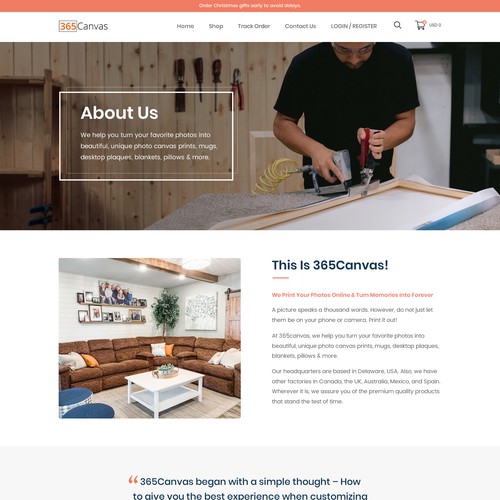 Order Christmas gifts early to avoid delays.
365Canvas
Home Shop Track Order Contact Us LOGIN / REGISTER 0 USD 0
About Us
We help you turn your favorite photos into
beautiful, unique photo canvas prints, mugs,
desktop plaques, blankets, pillows & more.
This Is 365Canvas!
We Print Your Photos Online & Turn Memories Into Forever
A picture speaks a thousand words. However, do not just let
them be on your phone or camera. Print it out!
At 365canvas, we help you turn your favorite photos into
beautiful, unique photo canvas prints, mugs, desktop plaques,
blankets, pillows & more.
Our headquarters are based in Delaware, USA. Also, we have
other factories in Canada, the UK, Australia, Mexico, and Spain.
Wherever it is, we assure you of the premium quality products
that stand the test of time.
“365Canvas began with a simple thought – How
to give you the best experience when customizing